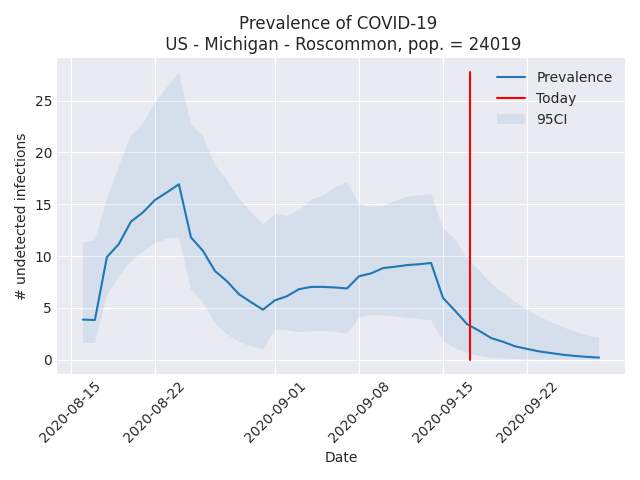 Prevalence of COVID-19
US - Michigan - Roscommon, pop. = 24019
Prevalence
Today
95CI
# undetected infections
25
20
15
10
5
0
2020-08-15
2020-08-22
2020-09-01
2020-09-08
2020-09-15
2020-09-22
Date